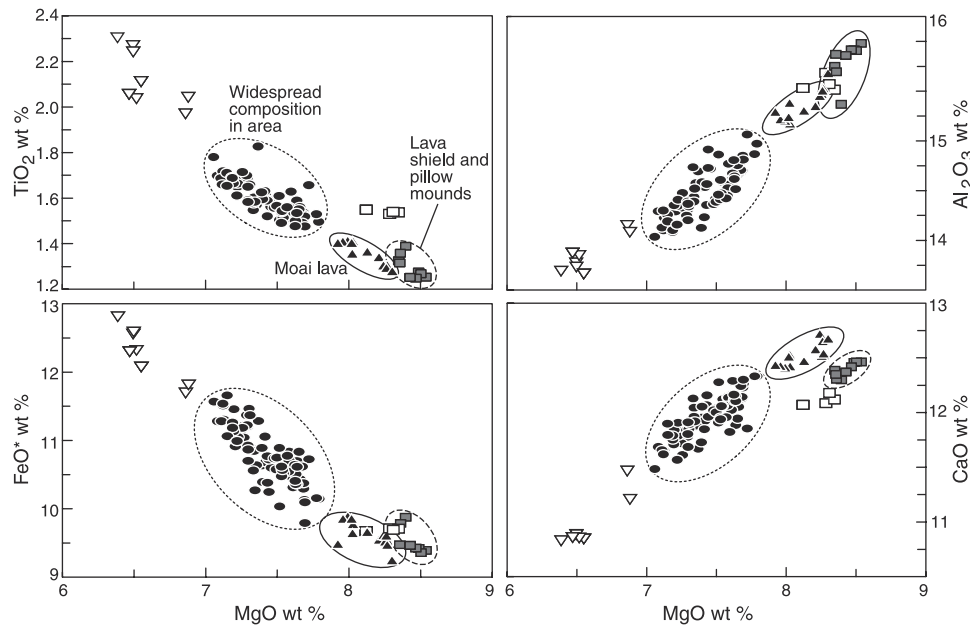 2.4
2.2
2.0
1.8
1.6
1.4
1.2
TiO2 wt %
Widespread
composition
in area
Lava
shield and
pillow
mounds
Moai lava
16
15
14
Al2O3 wt %
13
12
11
10
9
FeO* wt %
6
7
8
9
MgO wt %
13
12
11
CaO wt %
6
7
8
9
MgO wt %